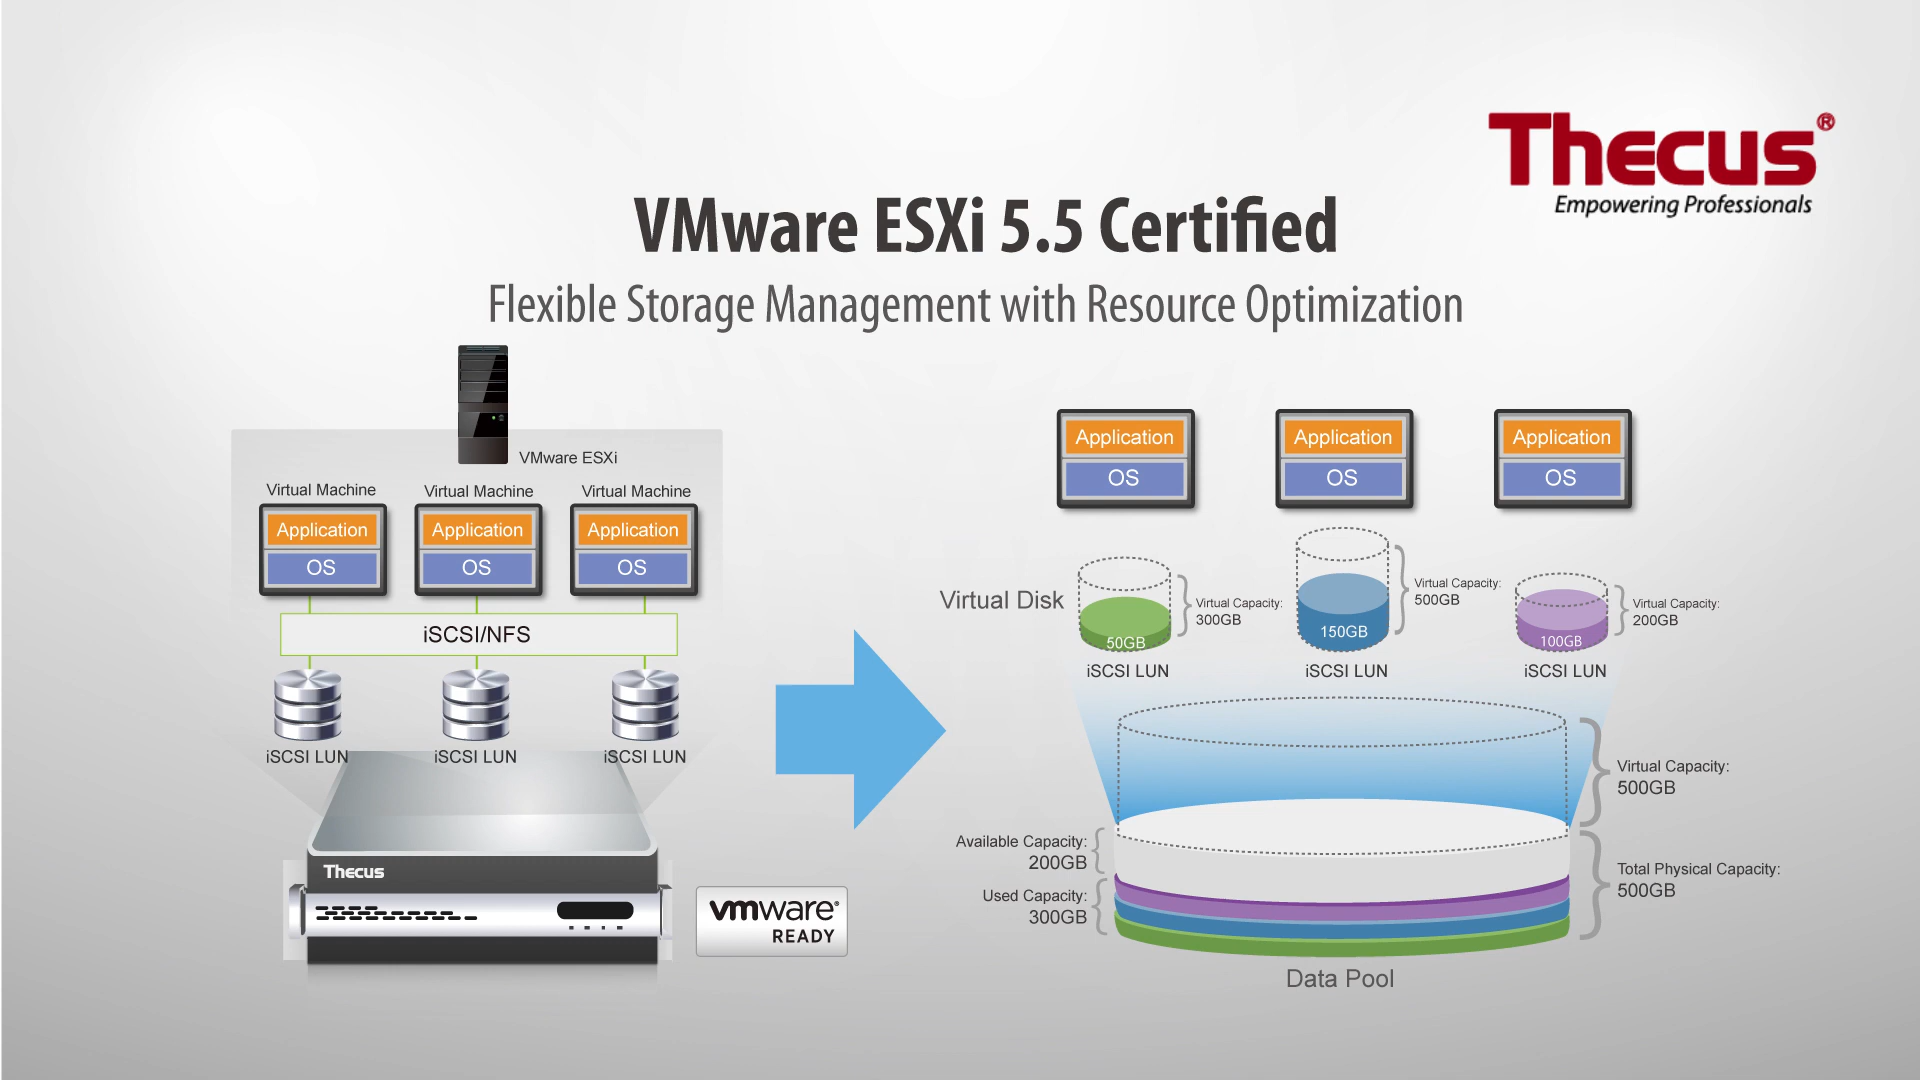 Thecus®
Empowering Professionals
VMware ESXi 5.5 Certified
Flexible Storage Management with Resource Optimization
VMware ESXi
Virtual Machine
Virtual Machine
Virtual Machine
Application
Application
Application
OS
OS
OS
iSCSI/NFS
iSCSI LUN
iSCSI LUN
iSCSI LUN
Thecus
vmware®
READY
Application
Application
Application
OS
OS
OS
Virtual Disk
50GB
Virtual Capacity:
300GB
150GB
Virtual Capacity:
500GB
100GB
Virtual Capacity:
200GB
iSCSI LUN
iSCSI LUN
iSCSI LUN
Virtual Capacity:
500GB
Available Capacity:
200GB
Used Capacity:
300GB
Total Physical Capacity:
500GB
Data Pool